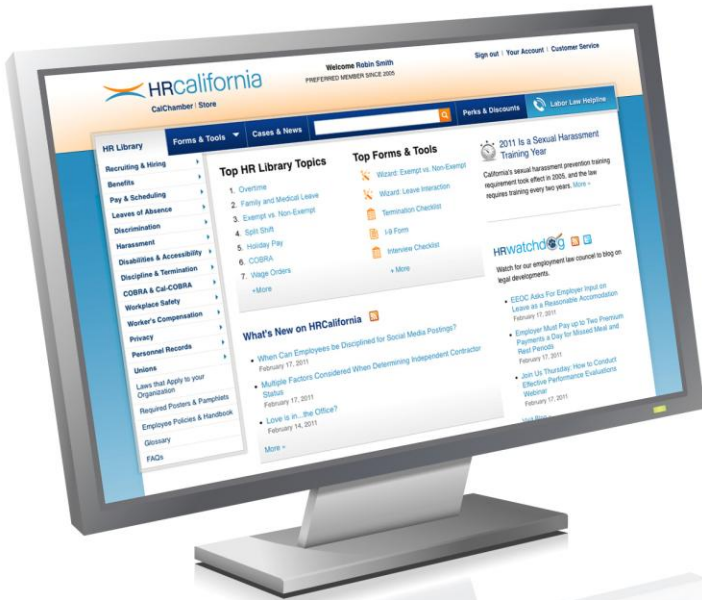 HRcalifornia
CalChamber | Store
Welcome Robin Smith
PREFERRED MEMBER SINCE 2005
Sign out | Your Account | Customer Service
HR Library
Forms & Tools
Cases & News
Perks & Discounts
Labor Law Helpline
Recruiting & Hiring
Benefits
Pay & Scheduling
Leaves of Absence
Discrimination
Harassment
Disabilities & Accessibility
Discipline & Termination
COBRA & Cal-COBRA
Workplace Safety
Worker's Compensation
Privacy
Personnel Records
Unions
Laws that Apply to your
Organization
Required Posters & Pamphlets
Employee Policies & Handbook
Glossary
FAQs
Top HR Library Topics
1. Overtime
2. Family and Medical Leave
3. Exempt vs. Non-Exempt
4. Split Shift
5. Holiday Pay
6. COBRA
7. Wage Orders
+More
Top Forms & Tools
Wizard: Exempt vs. Non-Exempt
Wizard: Leave Interaction
Termination Checklist
I-9 Form
Interview Checklist
+ More
What's New on HRCalifornia
• When Can Employees be Disciplined for Social Media Postings?
February 17, 2011
• Multiple Factors Considered When Determining Independent Contractor
Status
February 17, 2011
• Love is in...the Office?
February 14, 2011
More »
2011 Is a Sexual Harassment
Training Year
California's sexual harassment prevention training
requirement took effect in 2005, and the law
requires training every two years. More »
HRwatchdog
Watch for our employment law councel to blog on
legal developments.
• EEOC Asks For Employer Input on
Leave as a Reasonable Accomodation
February 17, 2011
• Employer Must Pay up to Two Premium
Payments a Day for Missed Meal and
Rest Periods
February 17, 2011
• Join Us Thursday: How to Conduct
Effective Performance Evaluations
Webinar
February 17, 2011
Visit Blog »